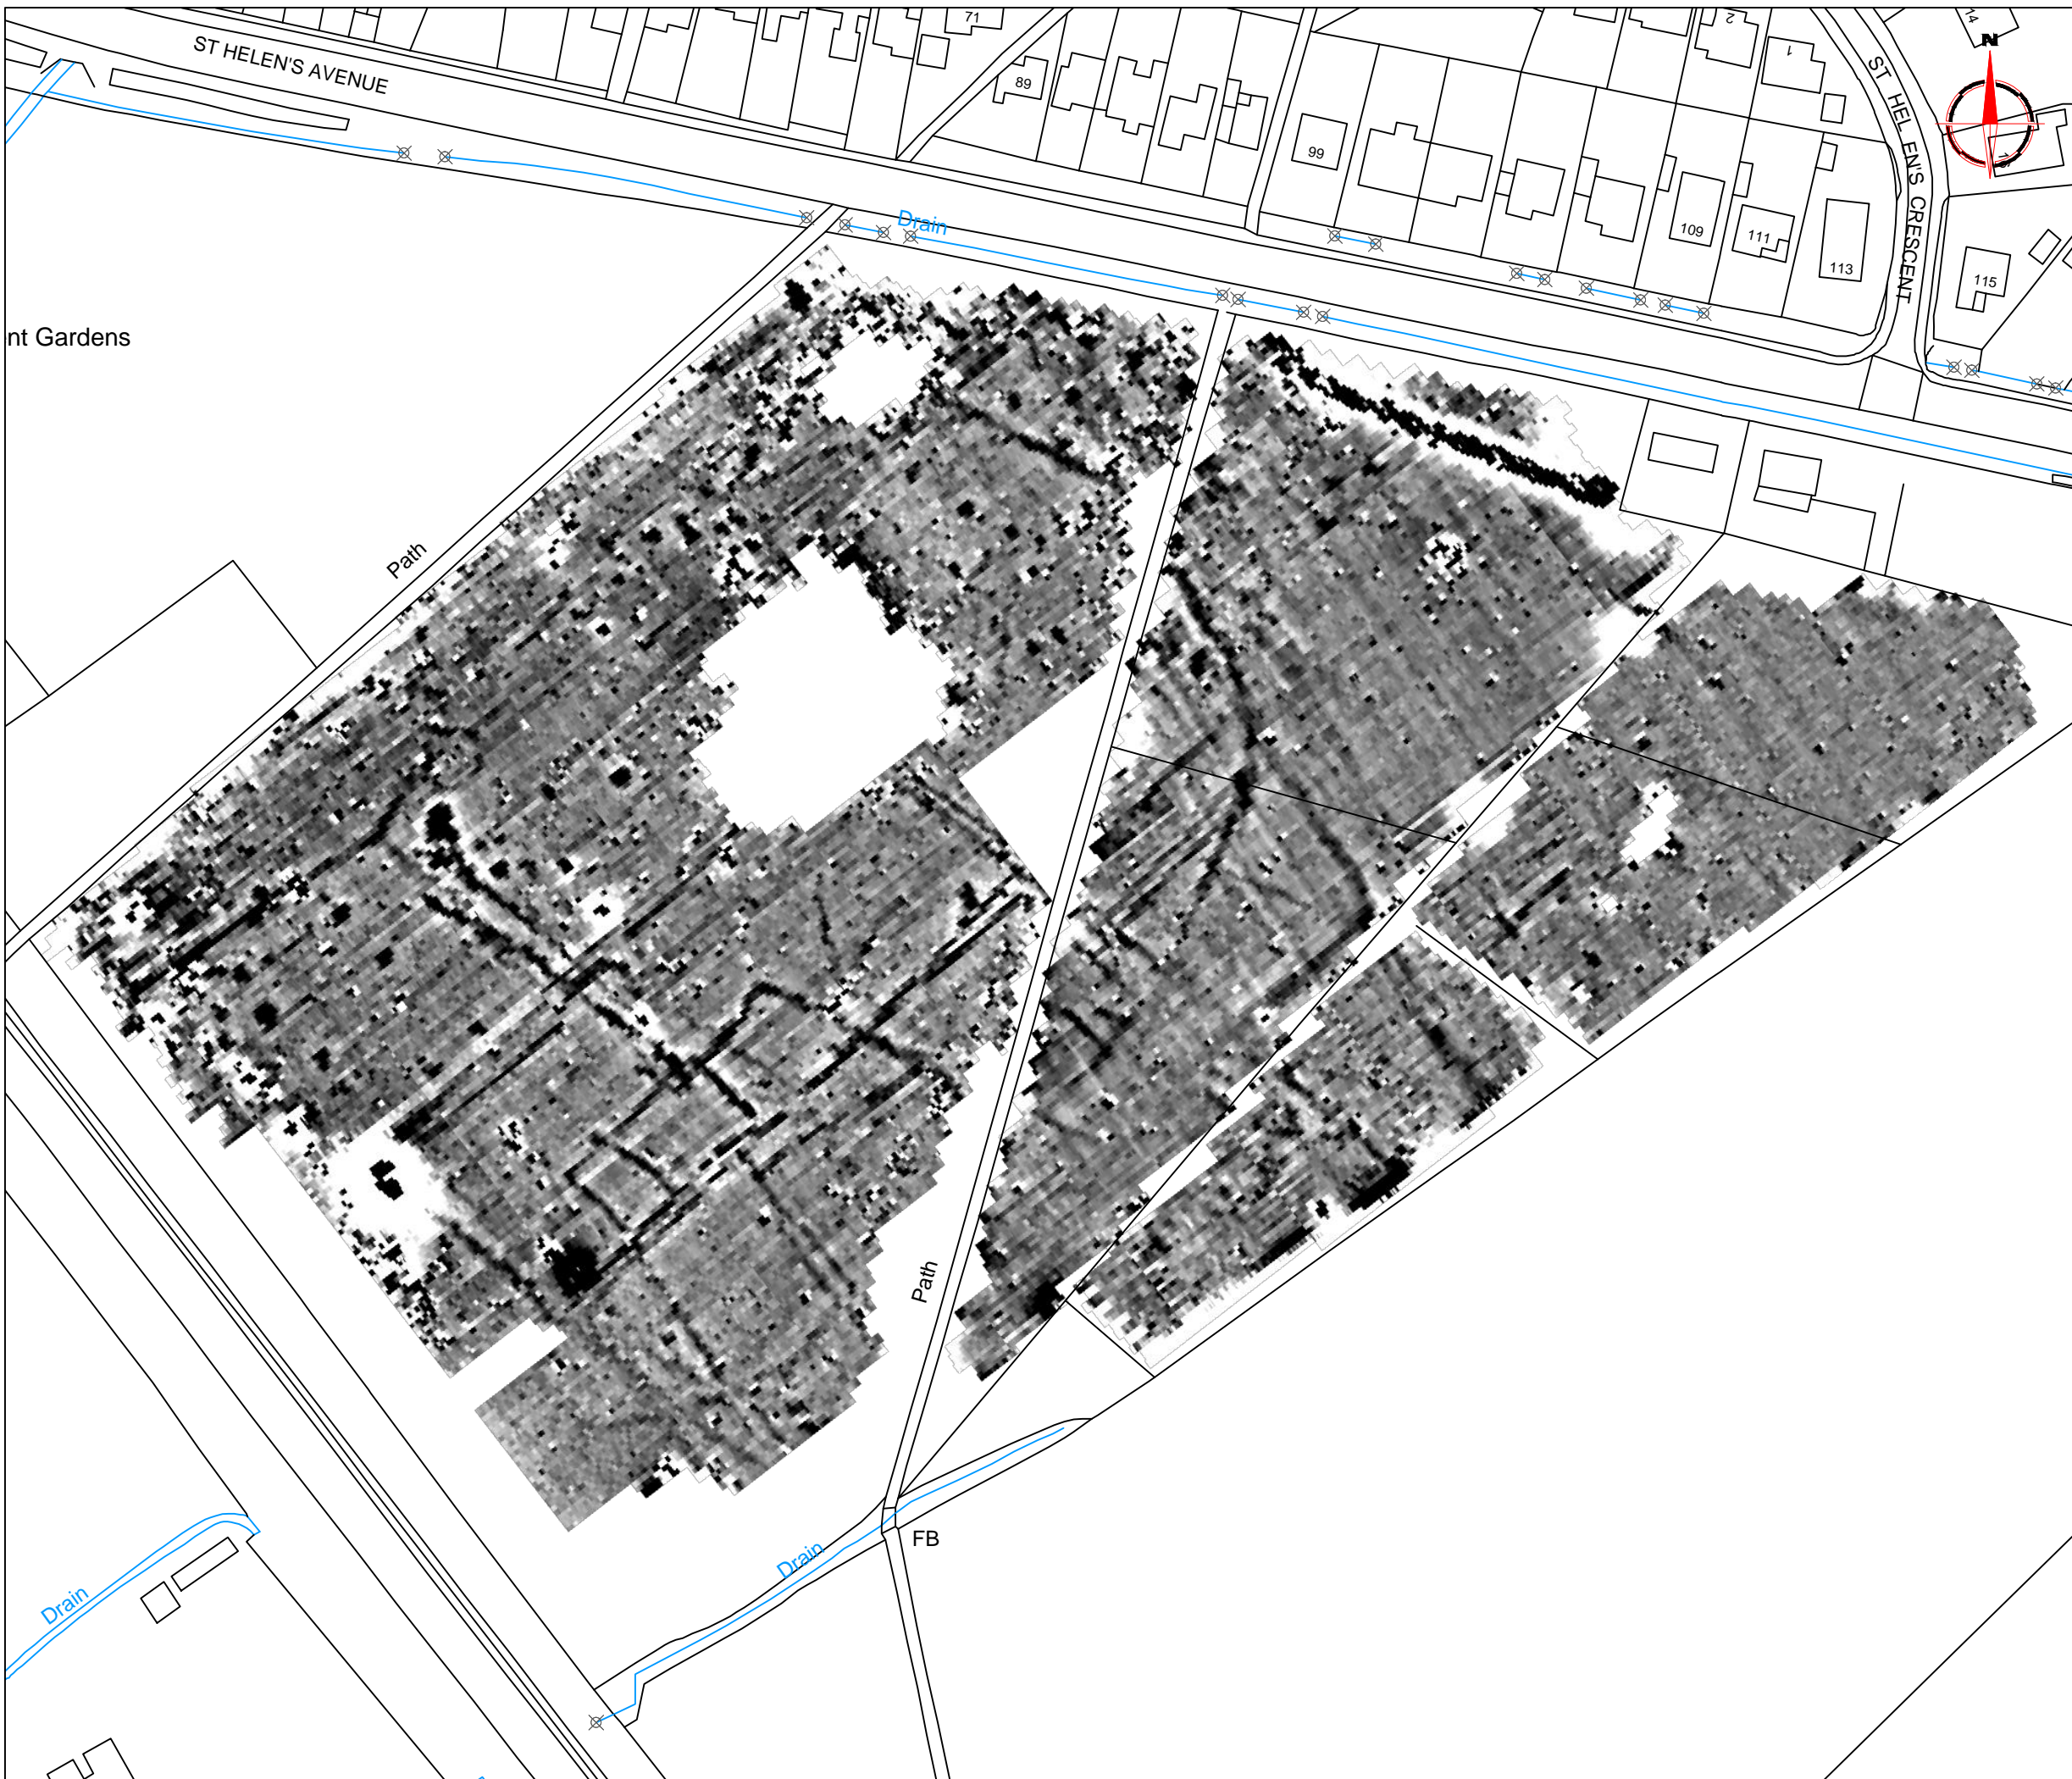 71
2
1
14
N
ST HELEN'S AVENUE
89
ST HELEN'S CRESCENT
99
Drain
109
111
113
115
nt Gardens
Path
Path
FB
Drain
Drain